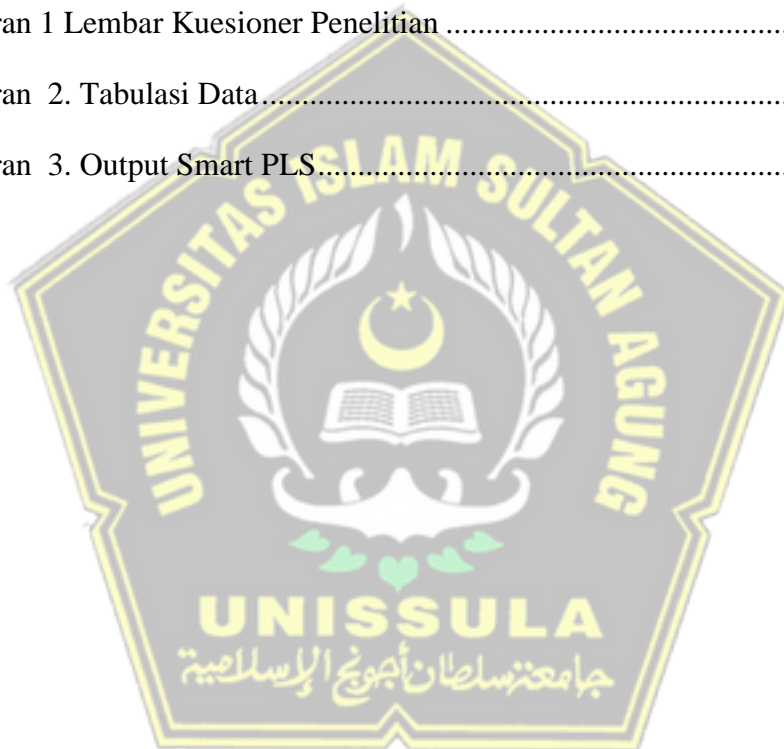 ran 1 Lembar Kuesioner Penelitian ..........................................
ran 2. Tabulasi Data................................................................
ran 3. Output Smart PLS.........................................................
UNIVERSITAS ISLAM SULTAN AGUNG
UNISSULA
جامعة سلطان أجونج الإسلامية